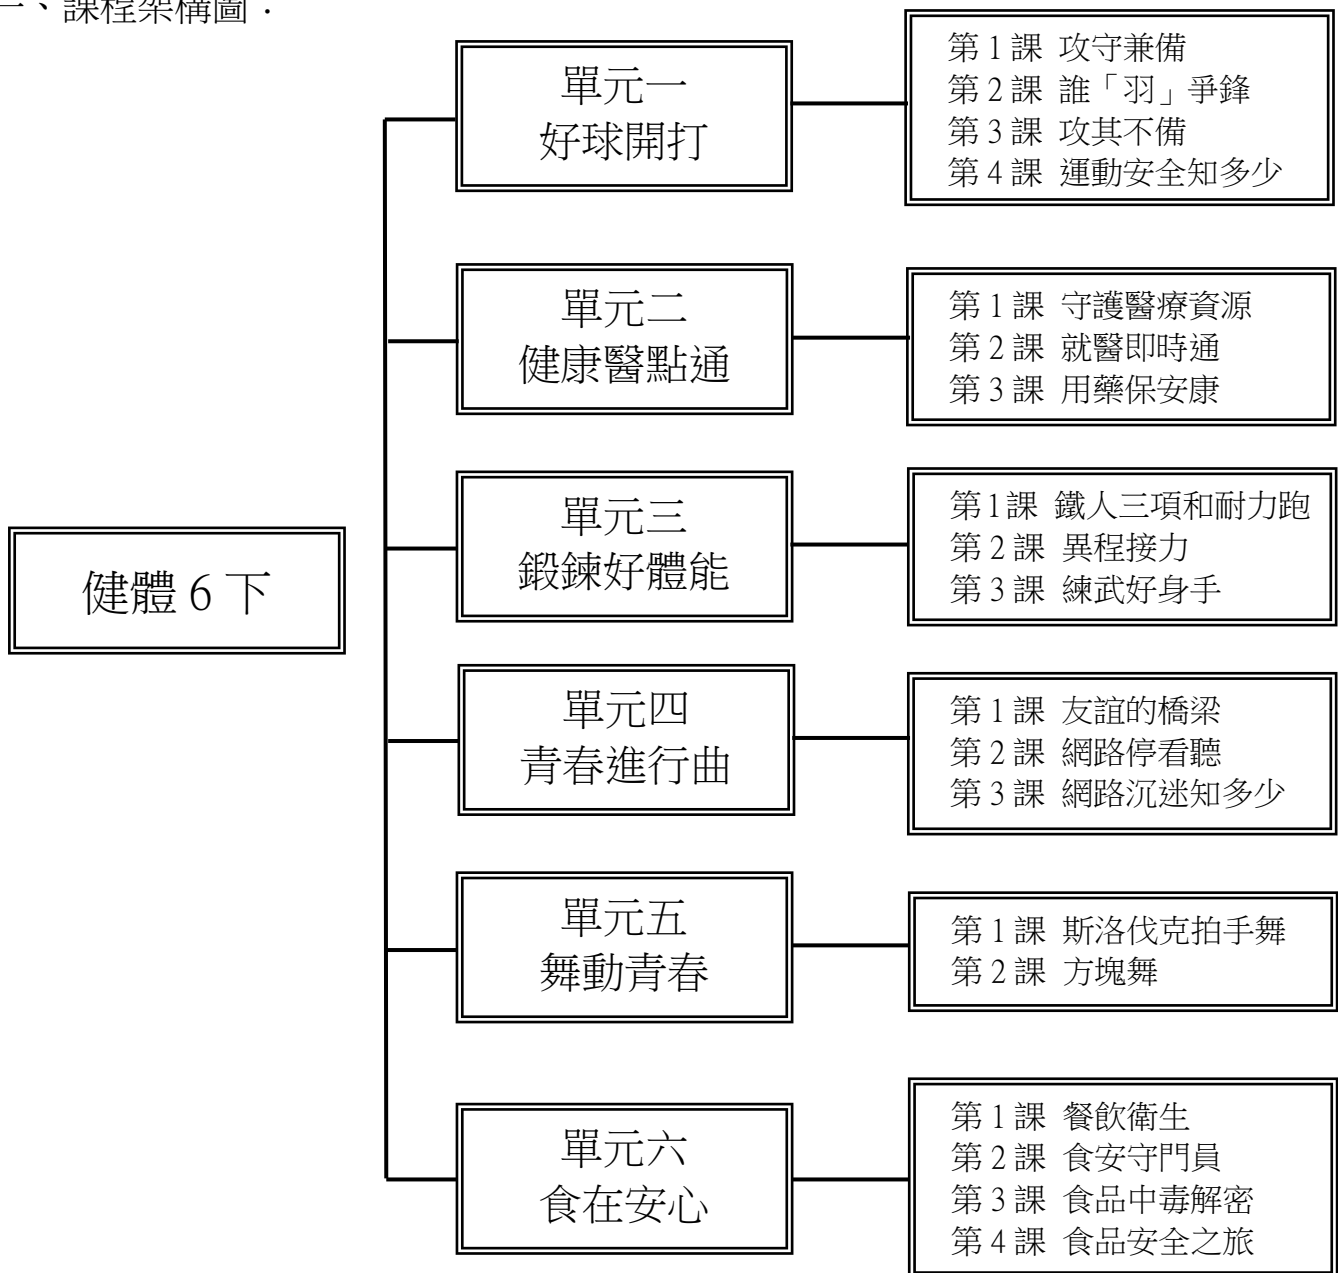 一、課程架構圖：
健體 6 下
單元一
好球開打
第 1 課 攻守兼備
第 2 課 誰「羽」爭鋒
第 3 課 攻其不備
第 4 課 運動安全知多少
單元二
健康醫點通
第 1 課 守護醫療資源
第 2 課 就醫即時通
第 3 課 用藥保安康
單元三
鍛鍊好體能
第 1 課 鐵人三項和耐力跑
第 2 課 異程接力
第 3 課 練武好身手
單元四
青春進行曲
第 1 課 友誼的橋梁
第 2 課 網路停看聽
第 3 課 網路沉迷知多少
單元五
舞動青春
第 1 課 斯洛伐克拍手舞
第 2 課 方塊舞
單元六
食在安心
第 1 課 餐飲衛生
第 2 課 食安守門員
第 3 課 食品中毒解密
第 4 課 食品安全之旅